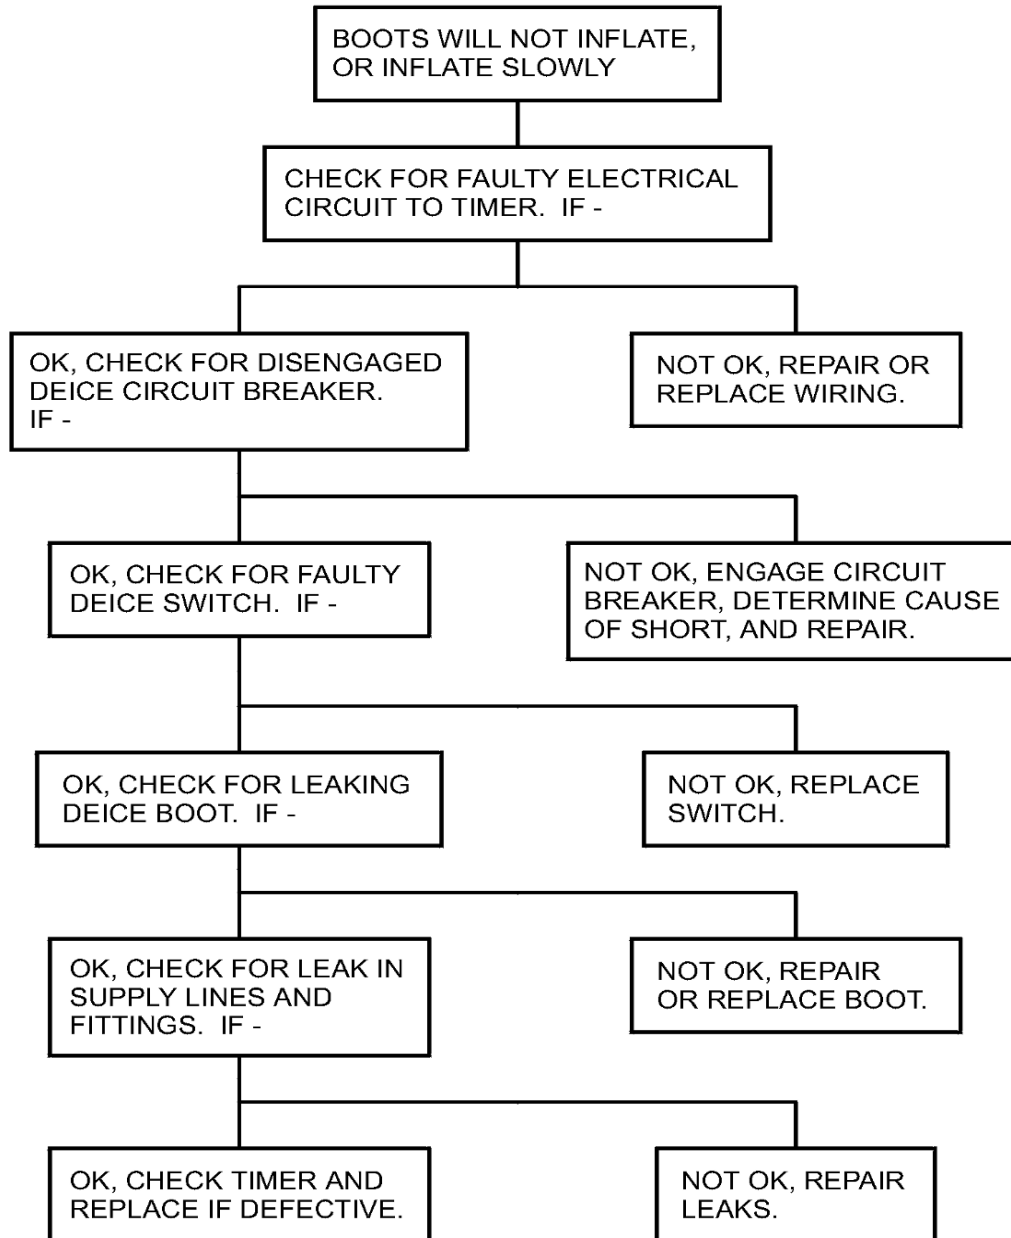 BOOTS WILL NOT INFLATE,
OR INFLATE SLOWLY
CHECK FOR FAULTY ELECTRICAL
CIRCUIT TO TIMER. IF -
OK, CHECK FOR DISENGAGED
DEICE CIRCUIT BREAKER.
IF -
NOT OK, REPAIR OR
REPLACE WIRING.
OK, CHECK FOR FAULTY
DEICE SWITCH. IF -
NOT OK, ENGAGE CIRCUIT
BREAKER, DETERMINE CAUSE
OF SHORT, AND REPAIR.
OK, CHECK FOR LEAKING
DEICE BOOT. IF -
NOT OK, REPLACE
SWITCH.
OK, CHECK FOR LEAK IN
SUPPLY LINES AND
FITTINGS. IF -
NOT OK, REPAIR
OR REPLACE BOOT.
OK, CHECK TIMER AND
REPLACE IF DEFECTIVE.
NOT OK, REPAIR
LEAKS.